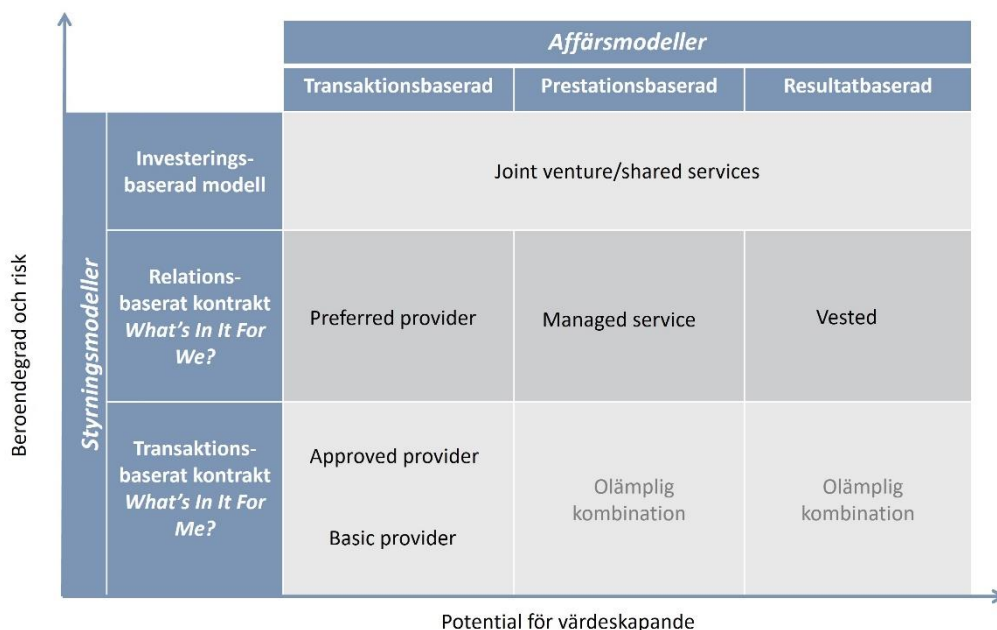 Affärsmodeller
Transaktionsbaserad
Prestationsbaserad
Resultatbaserad
Beroendegrad och risk
Styrningsmodeller
Investerings-
baserad modell
Joint venture/shared services
Relations-
baserat kontrakt
What's In It For
We?
Preferred provider
Managed service
Vested
Transaktions-
baserat kontrakt
What's In It For
Me?
Approved provider
Basic provider
Olämplig
kombination
Olämplig
kombination
Potential för värdeskapande